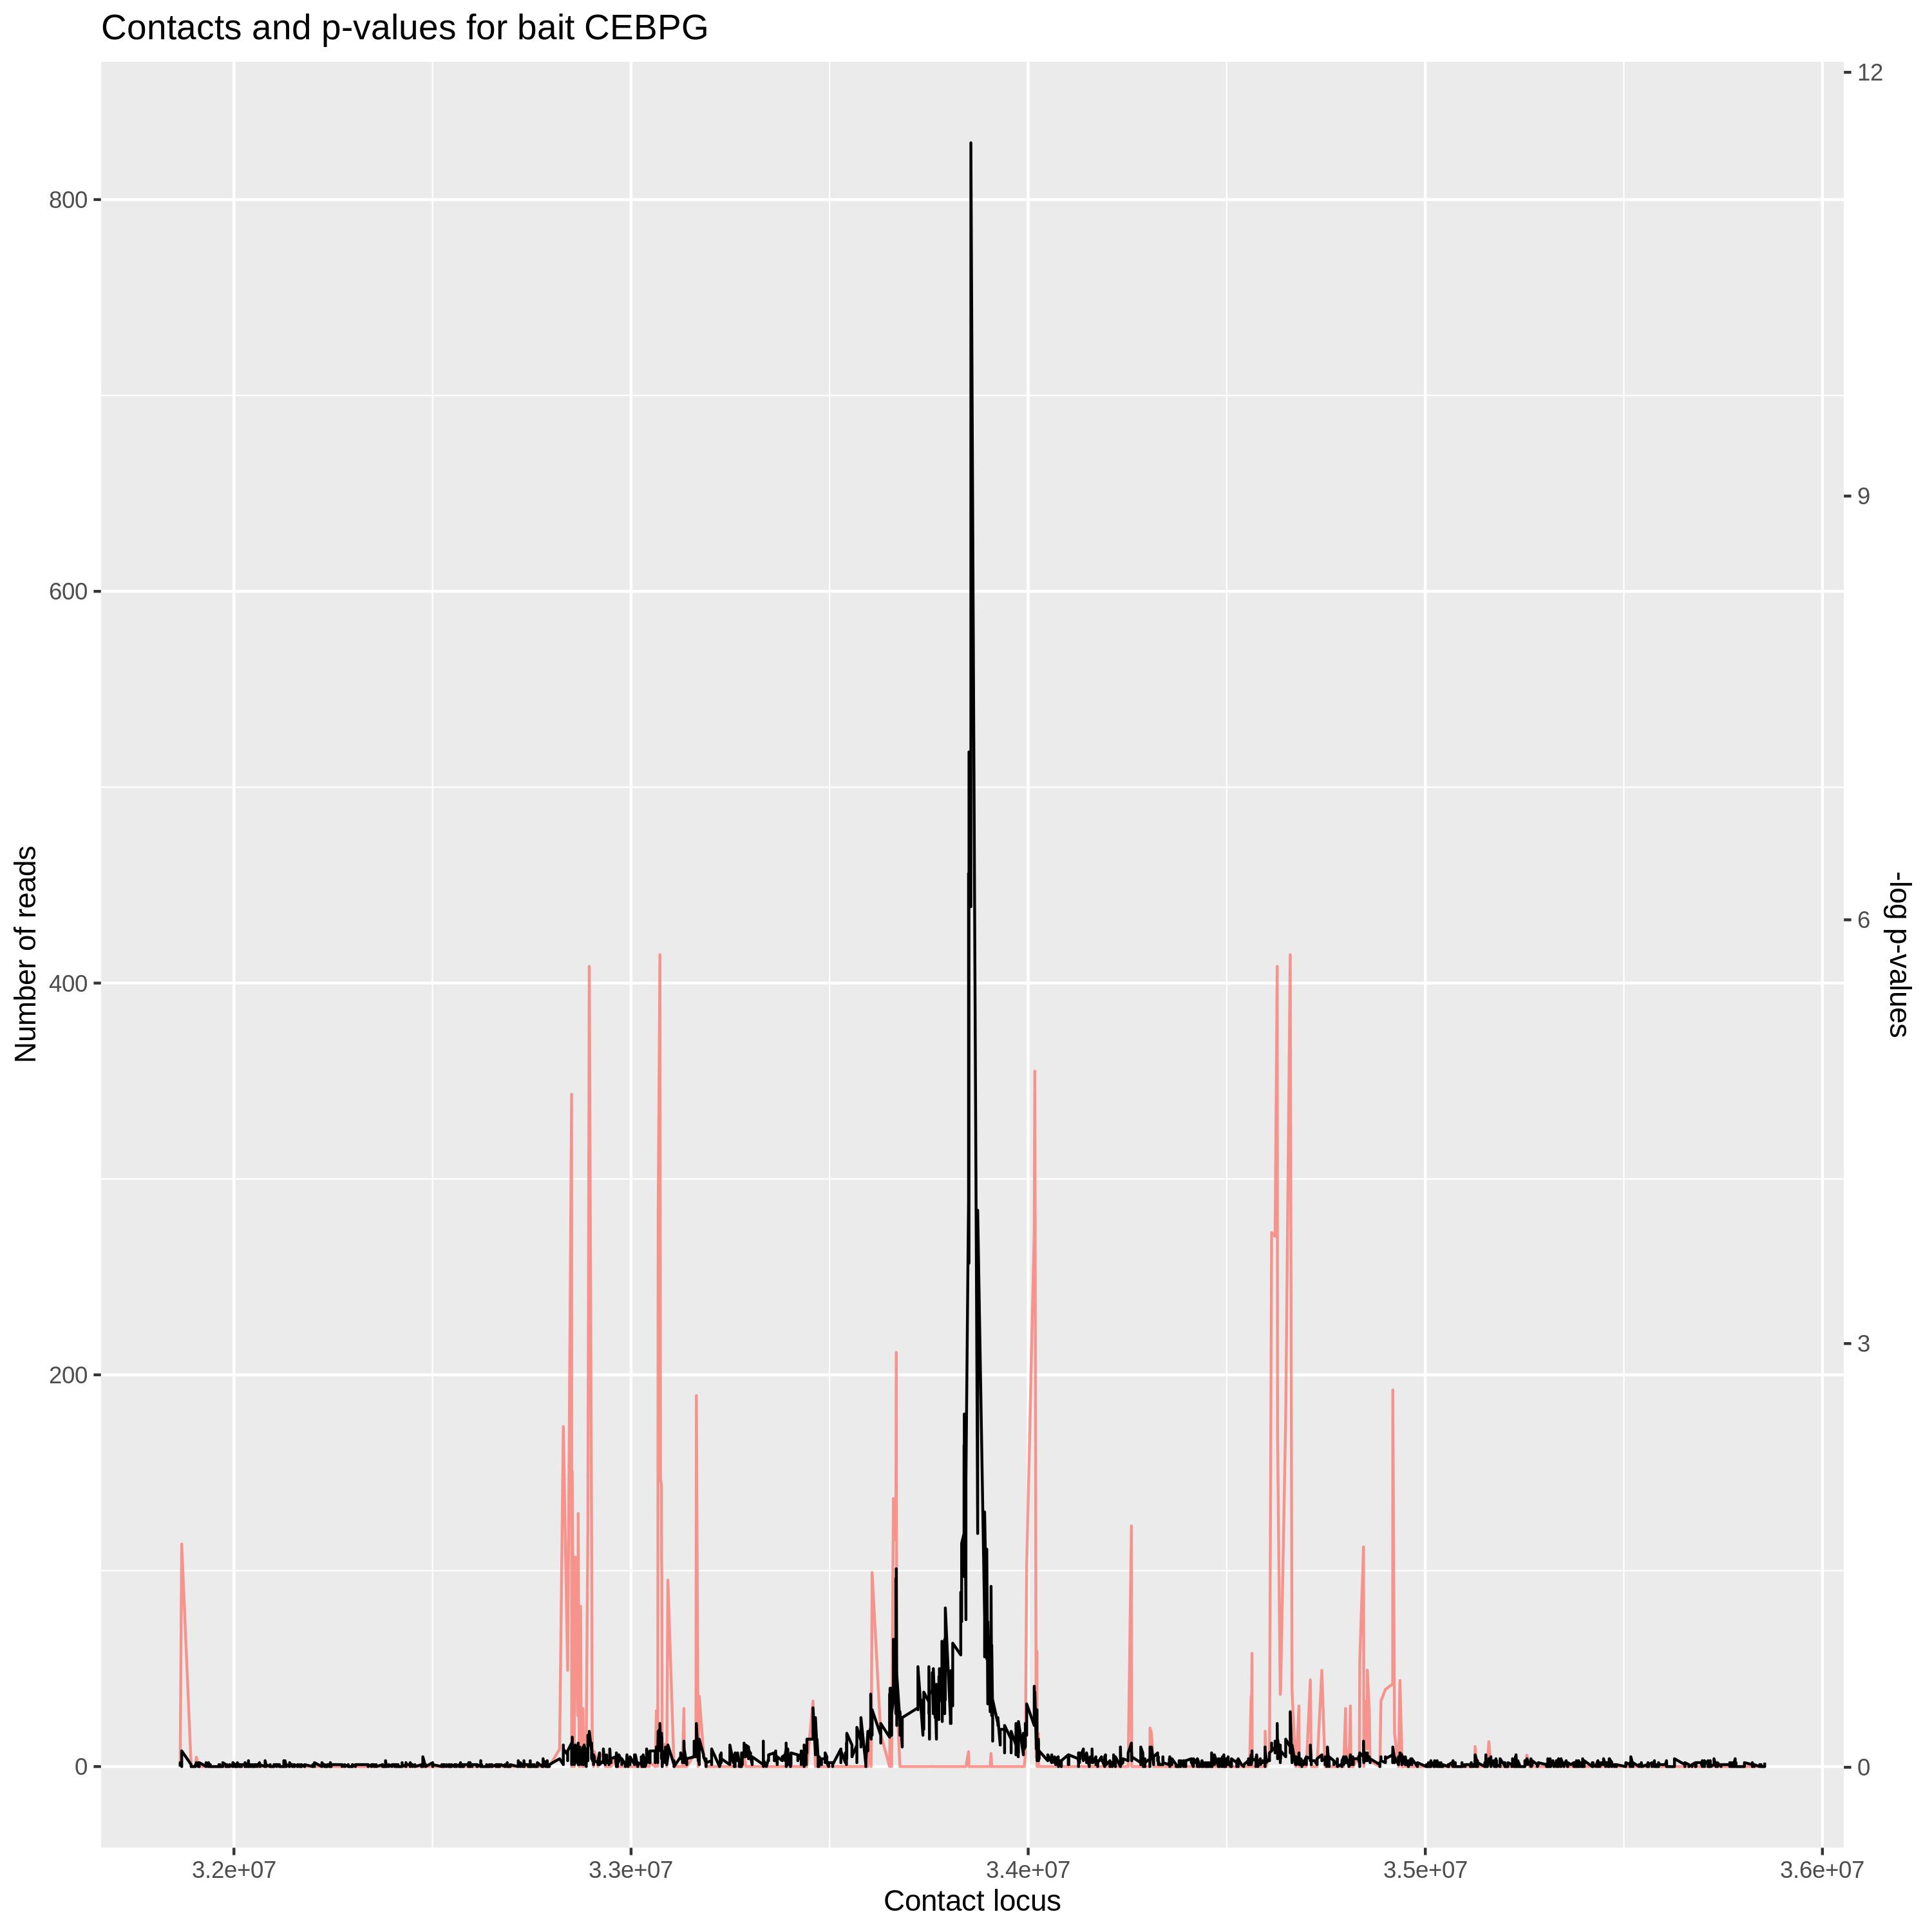 Contacts and p-values for bait CEBPG
800
600
400
200
0
Number of reads
12
9
6
3
0
-log p-values
3.2e+07
3.3e+07
3.4e+07
3.5e+07
3.6e+07
Contact locus